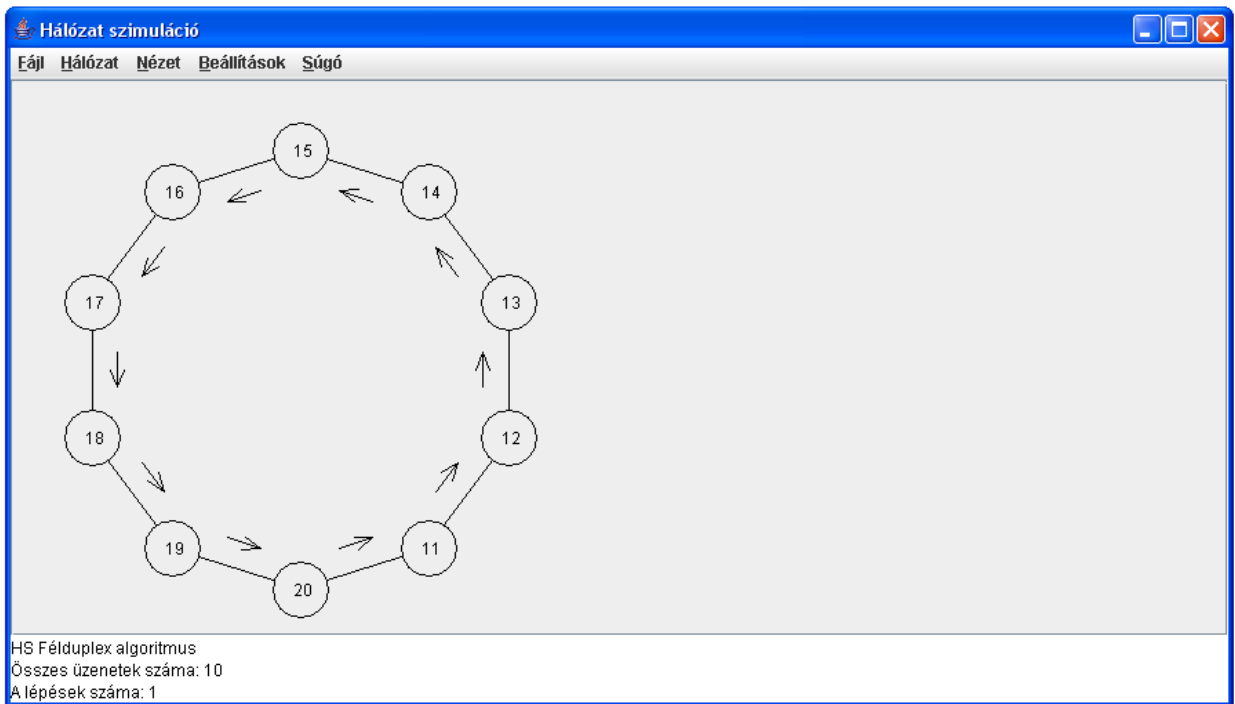 Hálózat szimuláció
Fájl Hálózat Nézet Beállítások Súgó
15
16
14
17
13
18
12
19
11
20
HS Félduplex algoritmus
Összes üzenetek száma: 10
A lépések száma: 1